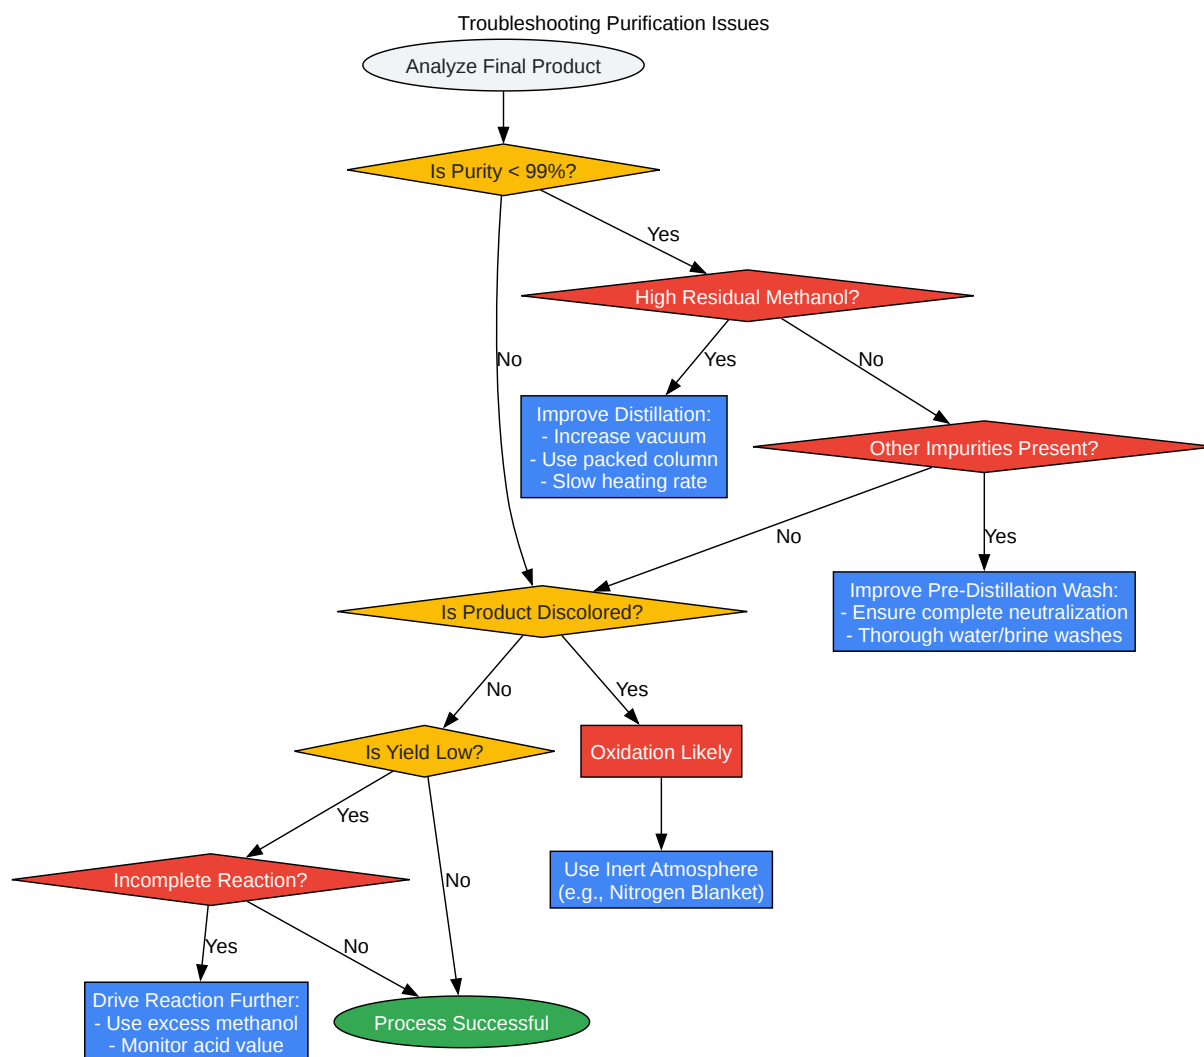 Troubleshooting Purification Issues
Analyze Final Product
Is Purity < 99%?
Yes
High Residual Methanol?
No
Yes
No
Improve Distillation:
- Increase vacuum
- Use packed column
- Slow heating rate
Other Impurities Present?
No
Yes
Improve Pre-Distillation Wash:
- Ensure complete neutralization
- Thorough water/brine washes
Is Product Discolored?
No
Yes
Is Yield Low?
Oxidation Likely
Yes
No
Incomplete Reaction?
Use Inert Atmosphere
(e.g., Nitrogen Blanket)
Yes
No
Drive Reaction Further:
- Use excess methanol
- Monitor acid value
Process Successful